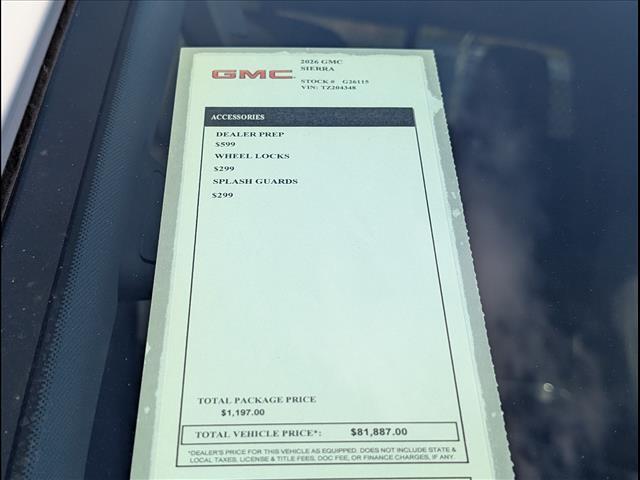 2026 GMC
GMC
SIERRA
STOCK # G26115
VIN: TZ204348
ACCESSORIES
DEALER PREP
$599
WHEEL LOCKS
$299
SPLASH GUARDS
$299
TOTAL PACKAGE PRICE
$1,197.00
TOTAL VEHICLE PRICE*: $81,887.00
*DEALER'S PRICE FOR THIS VEHICLE AS EQUIPPED. DOES NOT INCLUDE STATE &
LOCAL TAXES, LICENSE & TITLE FEES, DOC FEE, OR FINANCE CHARGES, IF ANY.